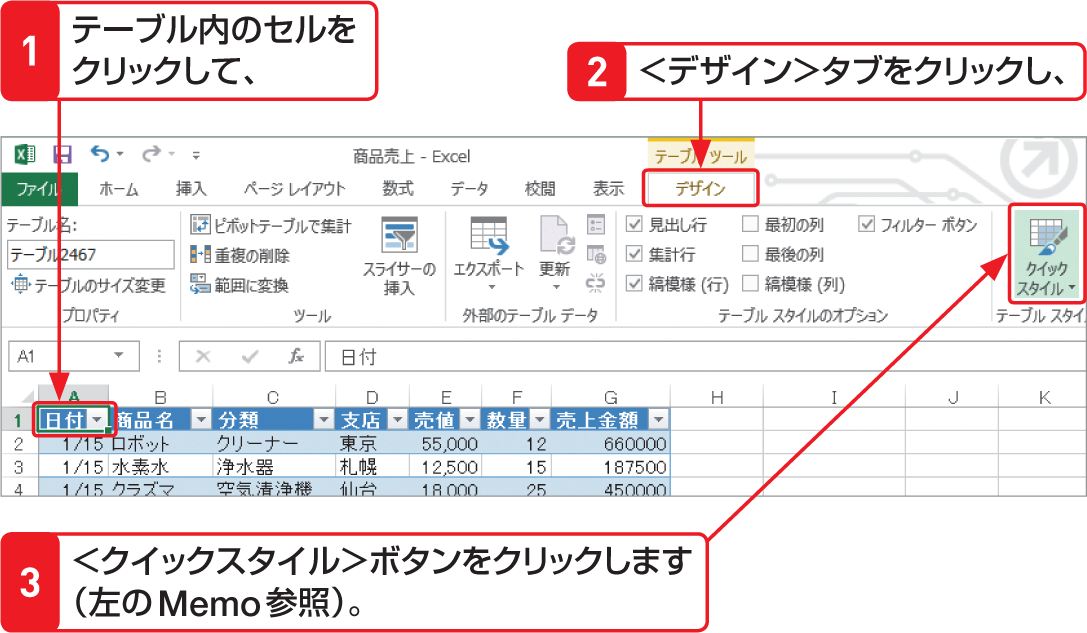 1
テーブル内のセルを
クリックして、
2
<デザイン>タブをクリックし、
商品売上 - Excel
テーブル ツール
ファイル ホーム 挿入 ページ レイアウト 数式 データ 校閲 表示 デザイン
テーブル名:
テーブル2467
テーブルのサイズ変更
プロパティ
ピボットテーブルで集計
重複の削除
範囲に変換
スライサーの
挿入
ツール
エクスポート
更新
外部のテーブル データ
見出し行 最初の列 フィルター ボタン
集計行 最後の列
縞模様 (行) 縞模様 (列)
テーブル スタイルのオプション
クイック
スタイル
テーブル スタイ
A1 fx 日付
A B C D E F G H I J K
1 日付 商品名 分類 支店 売値 数量 売上金額
2 1/15 ロボット クリーナー 東京 55,000 12 660000
3 1/15 水素水 浄水器 札幌 12,500 15 187500
4 1/15 クラズマ 空気清浄機 仙台 18,000 25 450000
3
<クイックスタイル>ボタンをクリックします
(左のMemo参照)。